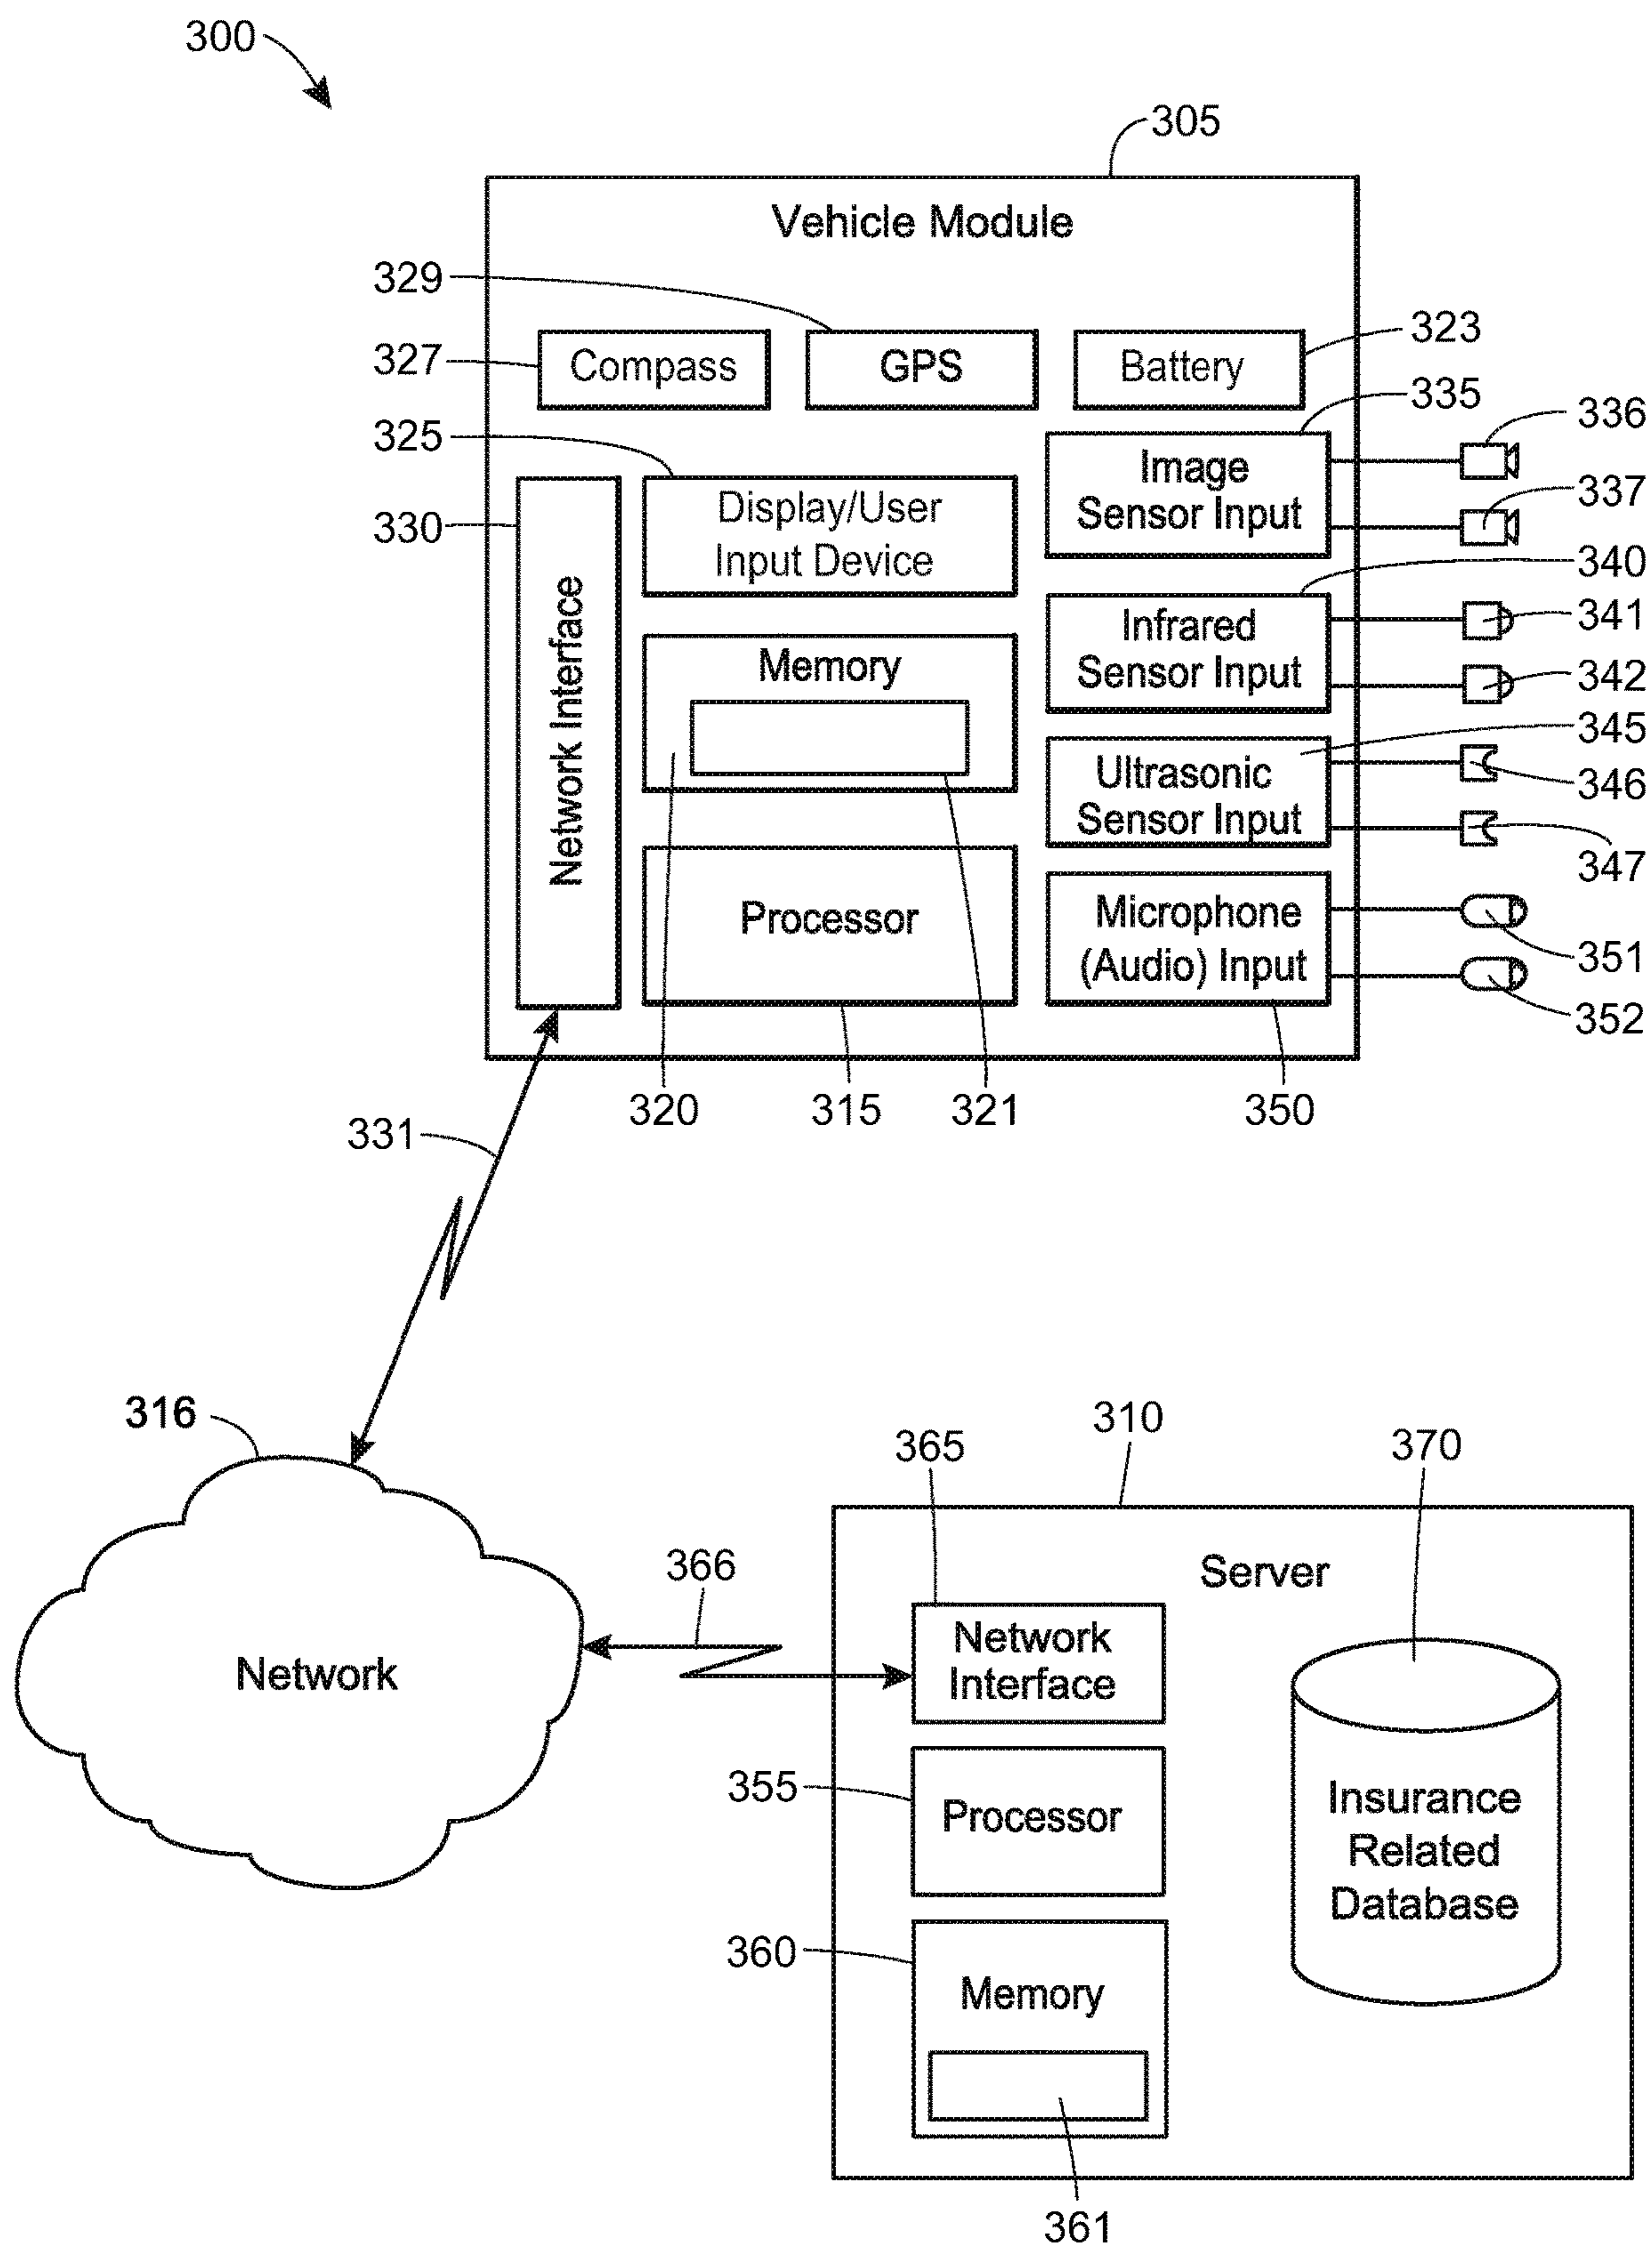 300
305
Vehicle Module
329
327
Compass
GPS
Battery
323
335
336
325
Image
Sensor Input
337
330
Display/User
Input Device
340
Network Interface
Infrared
Sensor Input
341
Memory
342
345
Ultrasonic
Sensor Input
346
347
Processor
Microphone
(Audio) Input
351
352
320
315
321
350
331
316
310
365
370
366
Server
Network
Network
Interface
355
Processor
Insurance
Related
Database
360
Memory
361